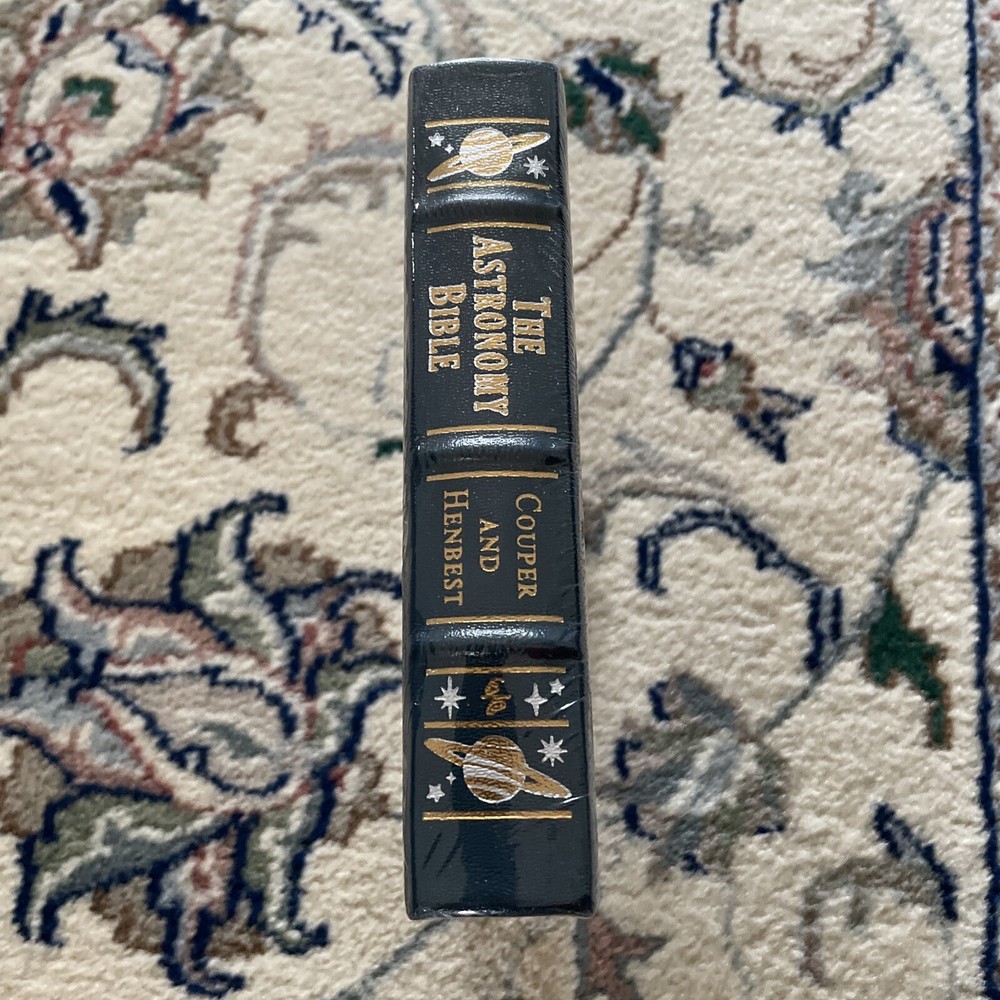 THE
ASTRONOMY
BIBLE
COUPER
AND
HENBEST